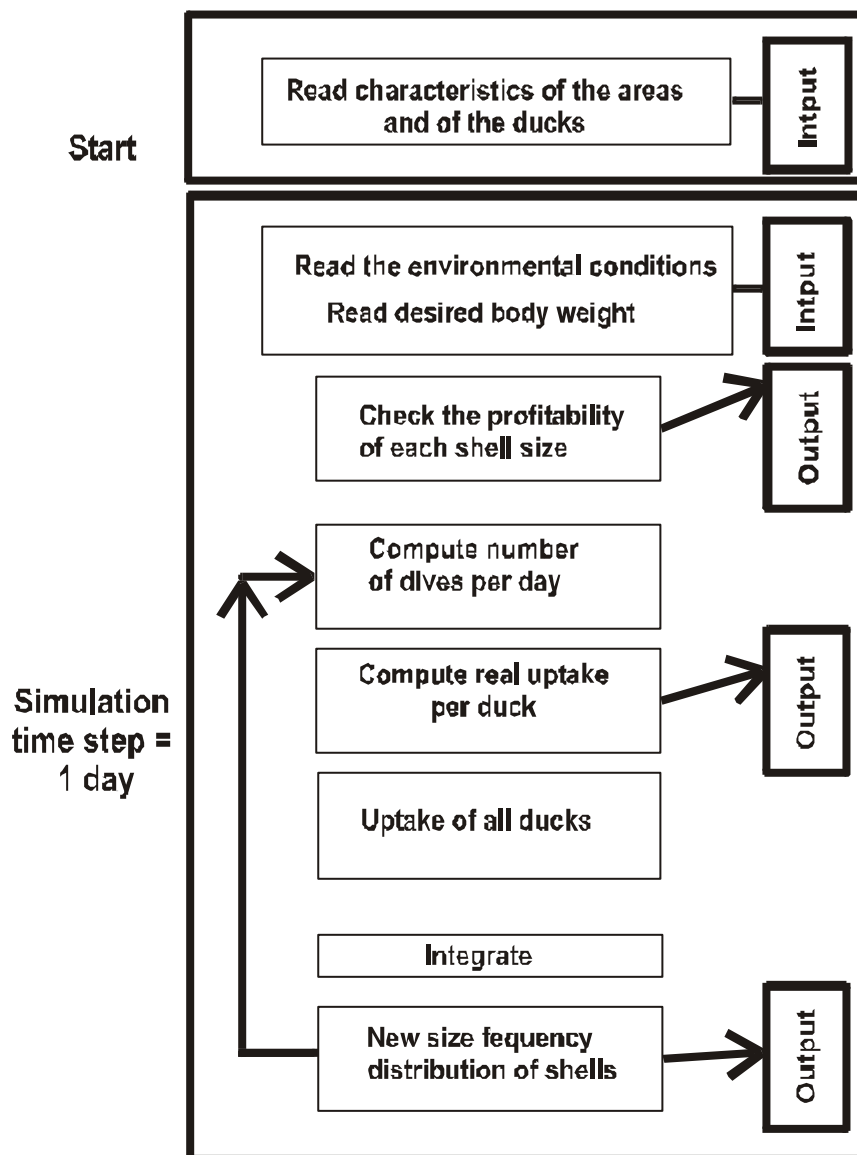 Start
Read characteristics of the areas
and of the ducks
Intput
Simulation
time step =
1 day
Read the environmental conditions
Read desired body weight
Intput
Check the profitability
of each shell size
Output
Compute number
of dives per day
Compute real uptake
per duck
Output
Uptake of all ducks
Integrate
New size fequency
distribution of shells
Output